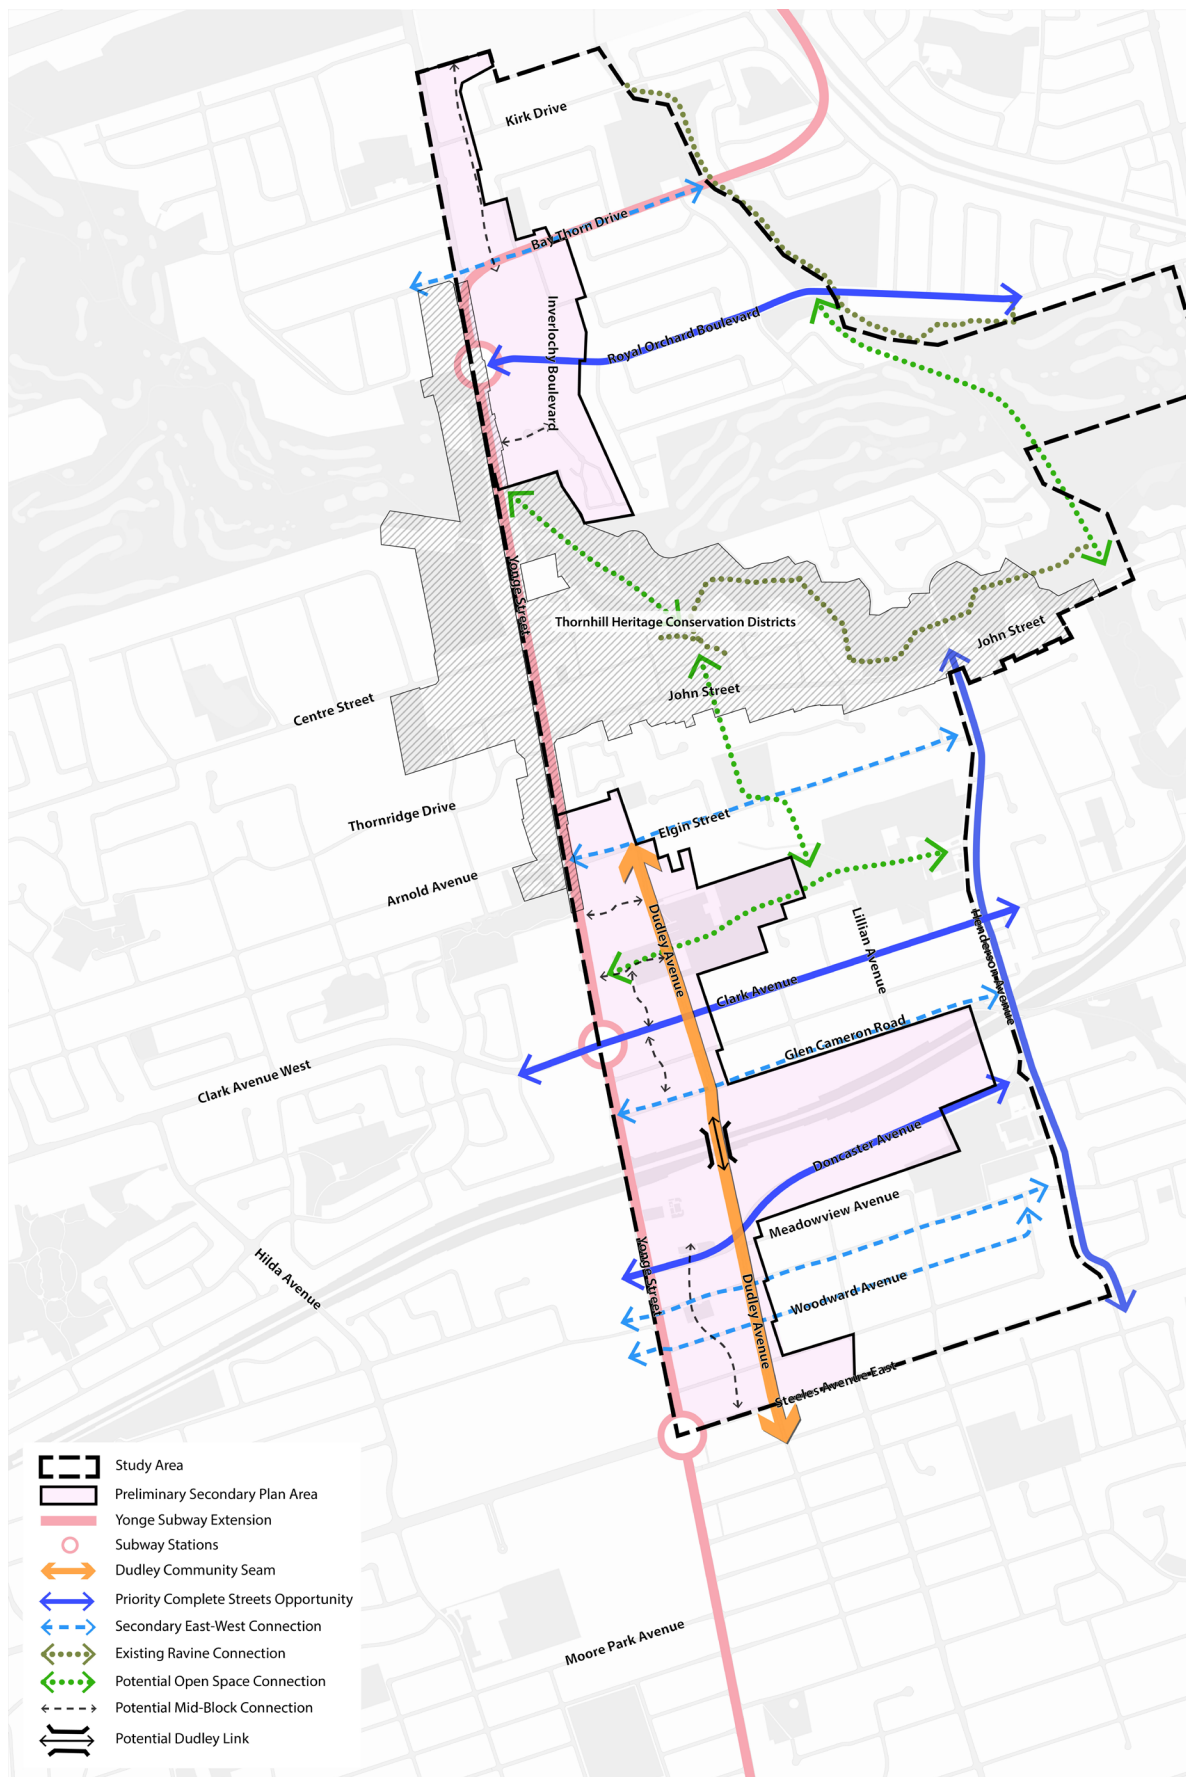 Kirk Drive
Bay Thorn Drive
Inverlochy Boulevard
Royal Orchard Boulevard
Yonge Street
Thornhill Heritage Conservation Districts
John Street
John Street
Centre Street
Thornridge Drive
Elgin Street
Arnold Avenue
Dudley Avenue
Lillian Avenue
Henderson Avenue
Clark Avenue
Glen Cameron Road
Clark Avenue West
Doncaster Avenue
Meadowview Avenue
Hilda Avenue
Yonge Street
Woodward Avenue
Dudley Avenue
Steeles Avenue East
Moore Park Avenue
Study Area
Preliminary Secondary Plan Area
Yonge Subway Extension
Subway Stations
Dudley Community Seam
Priority Complete Streets Opportunity
Secondary East-West Connection
Existing Ravine Connection
Potential Open Space Connection
Potential Mid-Block Connection
Potential Dudley Link